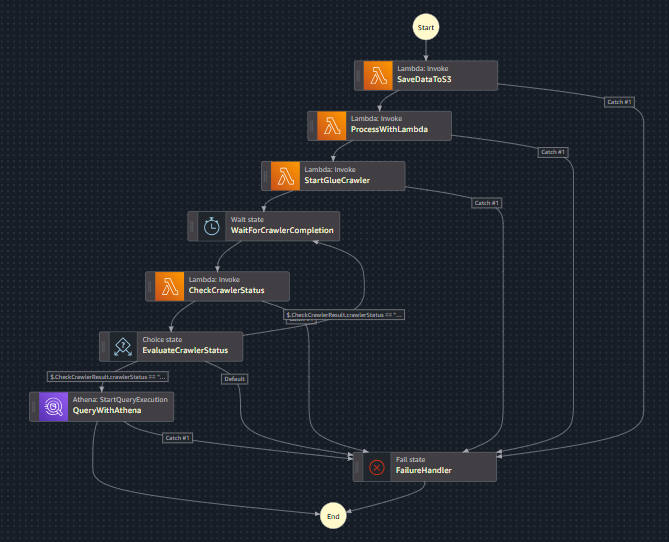 Start
Lambda: Invoke
SaveDataToS3
Catch #1
Lambda: Invoke
ProcessWithLambda
Catch #1
Lambda: Invoke
StartGlueCrawler
Catch #1
Wait state
WaitForCrawlerCompletion
Lambda: Invoke
CheckCrawlerStatus
$.CheckCrawlerResult.crawlerStatus == "...
Choice state
EvaluateCrawlerStatus
$.CheckCrawlerResult.crawlerStatus == "...
Default
Athena: StartQueryExecution
QueryWithAthena
Catch #1
Fail state
FailureHandler
End